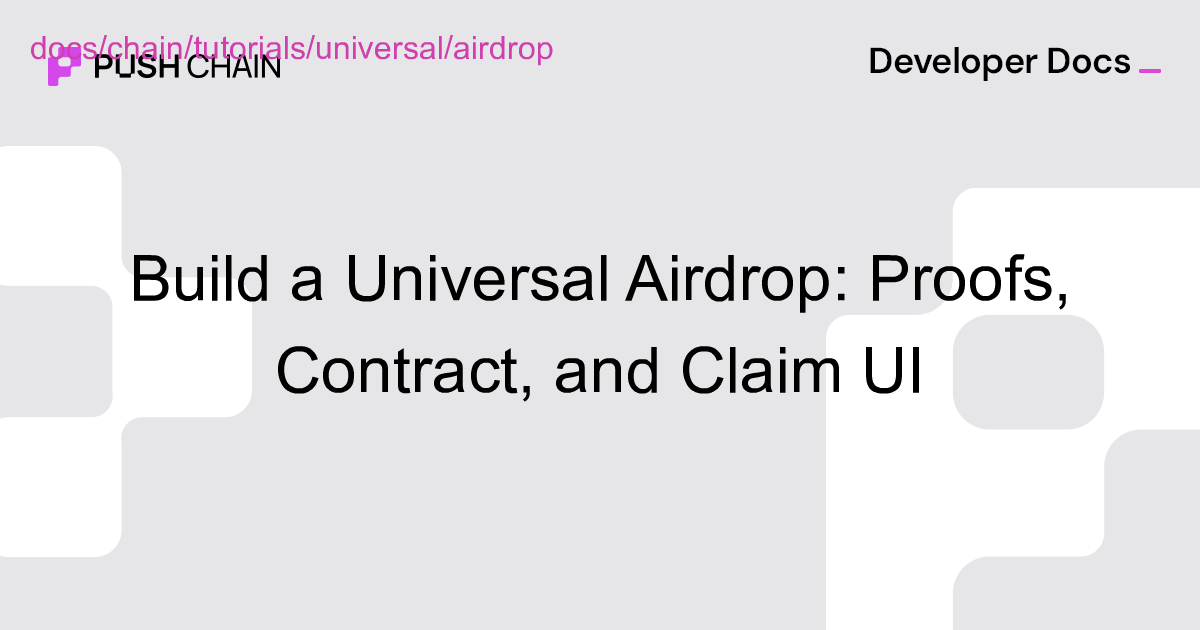 docs/chain/tutorials/universal/airdrop
PUSH CHAIN
Developer Docs _
Build a Universal Airdrop: Proofs,
Contract, and Claim UI